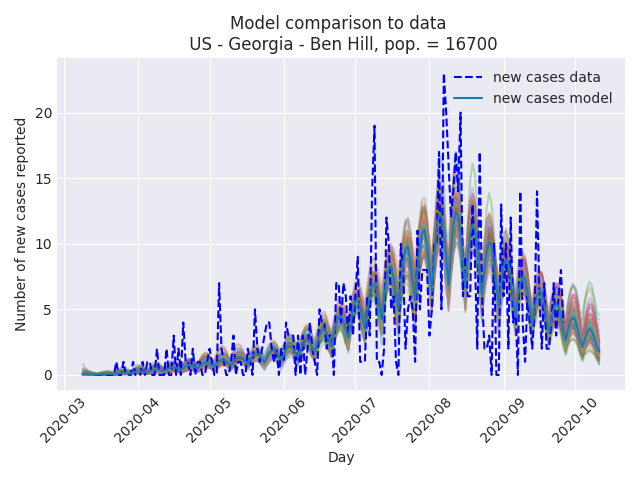 Model comparison to data
US - Georgia - Ben Hill, pop. = 16700
new cases data
new cases model
Number of new cases reported
20
15
10
5
0
2020-03
2020-04
2020-05
2020-06
2020-07
2020-08
2020-09
2020-10
Day